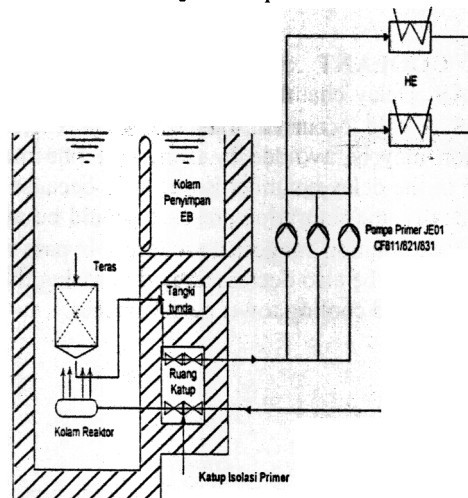 HE
Kolam
Penyimpan
EB
Pompa Primer JE01
CF811/821/831
Teras
Tangki
tunda
Ruang
Katup
Kolam Reaktor
Katup Isolasi Primer